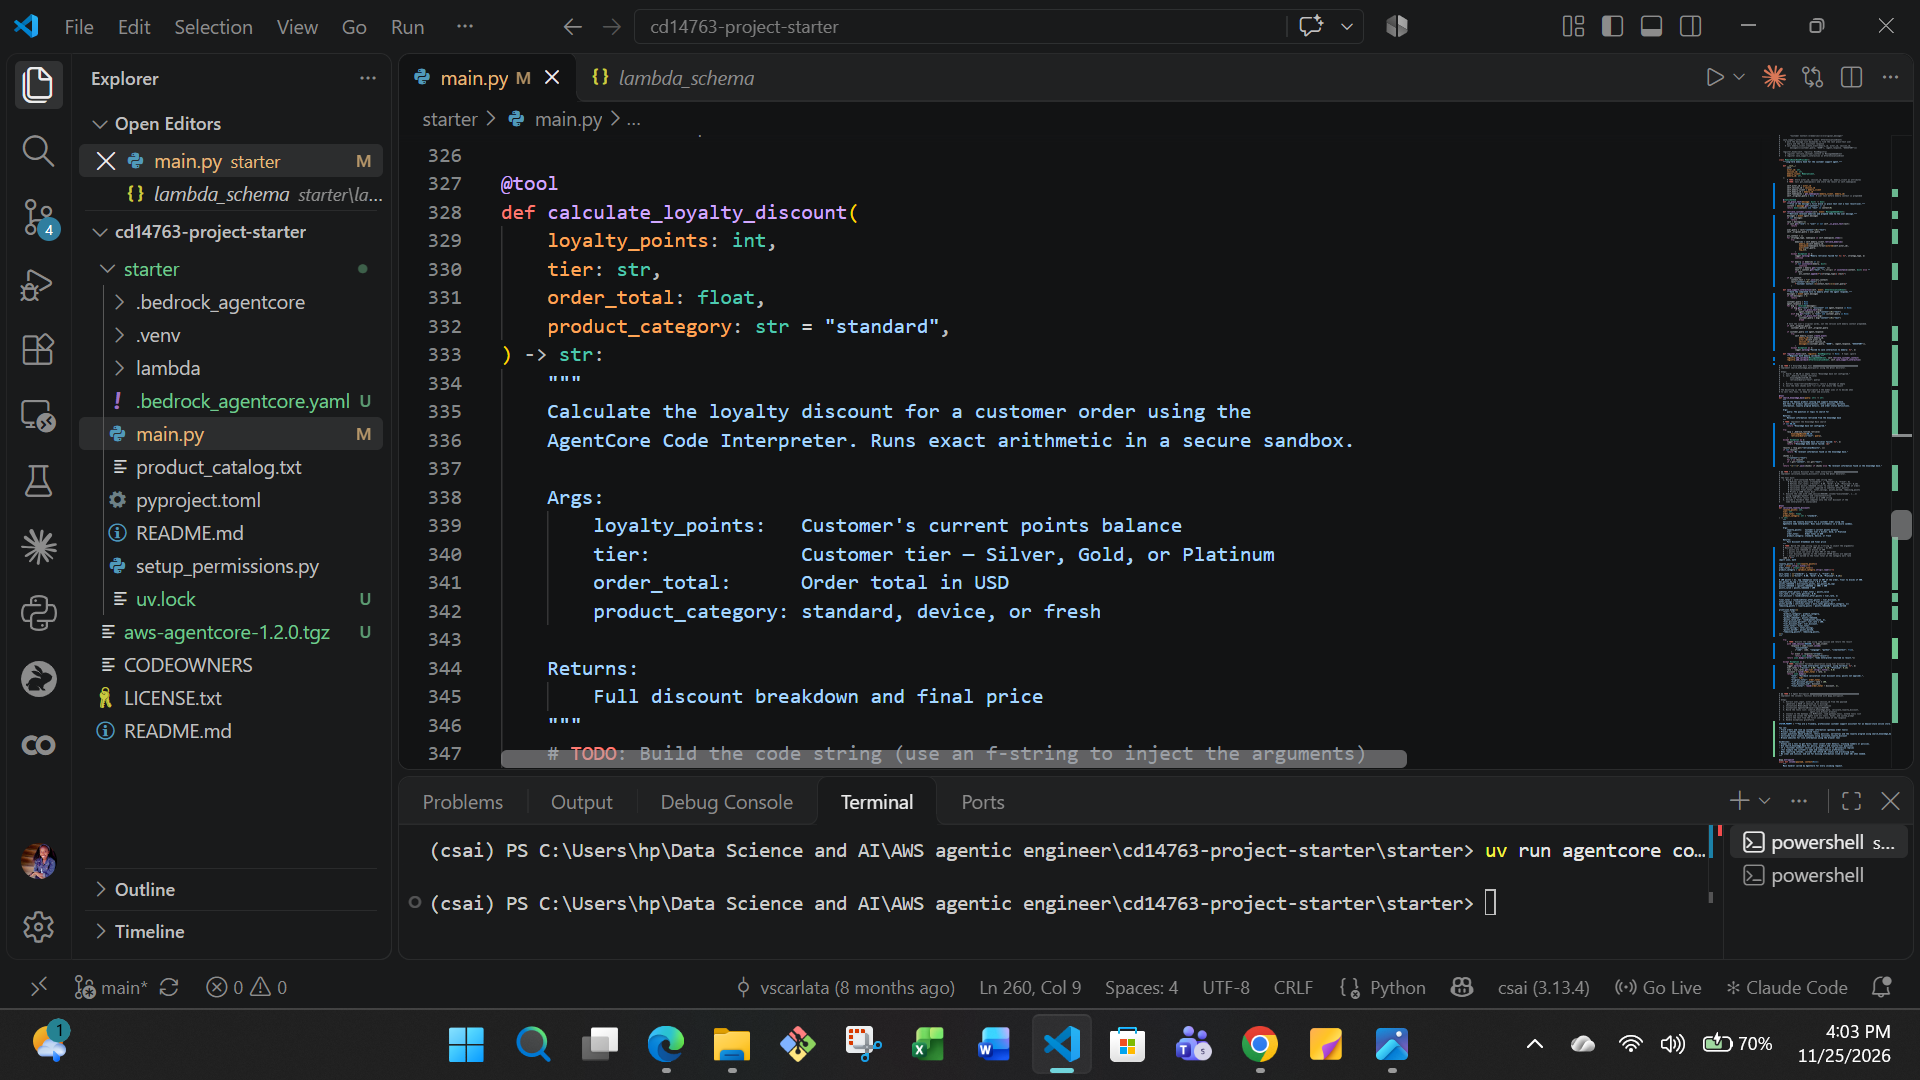 File Edit Selection View Go Run ...
cd14763-project-starter
Explorer
Open Editors
main.py starter M
{} lambda_schema starter\la...
4
cd14763-project-starter
starter
.bedrock_agentcore
.venv
lambda
! .bedrock_agentcore.yaml U
main.py M
product_catalog.txt
pyproject.toml
README.md
setup_permissions.py
uv.lock U
aws-agentcore-1.2.0.tgz U
CODEOWNERS
LICENSE.txt
README.md
Outline
Timeline
main.py M
{} lambda_schema
starter > main.py > ...
326
327 @tool
328 def calculate_loyalty_discount(
329 loyalty_points: int,
330 tier: str,
331 order_total: float,
332 product_category: str = "standard",
333 ) -> str:
334 """
335 Calculate the loyalty discount for a customer order using the
336 AgentCore Code Interpreter. Runs exact arithmetic in a secure sandbox.
337
338 Args:
339 loyalty_points: Customer's current points balance
340 tier: Customer tier — Silver, Gold, or Platinum
341 order_total: Order total in USD
342 product_category: standard, device, or fresh
343
344 Returns:
345 Full discount breakdown and final price
346 """
347 # TODO: Build the code string (use an f-string to inject the arguments)
Problems Output Debug Console Terminal Ports
(csai) PS C:\Users\hp\Data Science and AI\AWS agentic engineer\cd14763-project-starter\starter> uv run agentcore co...
(csai) PS C:\Users\hp\Data Science and AI\AWS agentic engineer\cd14763-project-starter\starter>
powershell s...
powershell
main* 0 0 vscarlata (8 months ago) Ln 260, Col 9 Spaces: 4 UTF-8 CRLF {} Python csai (3.13.4) Go Live Claude Code
1
70%
4:03 PM
11/25/2026